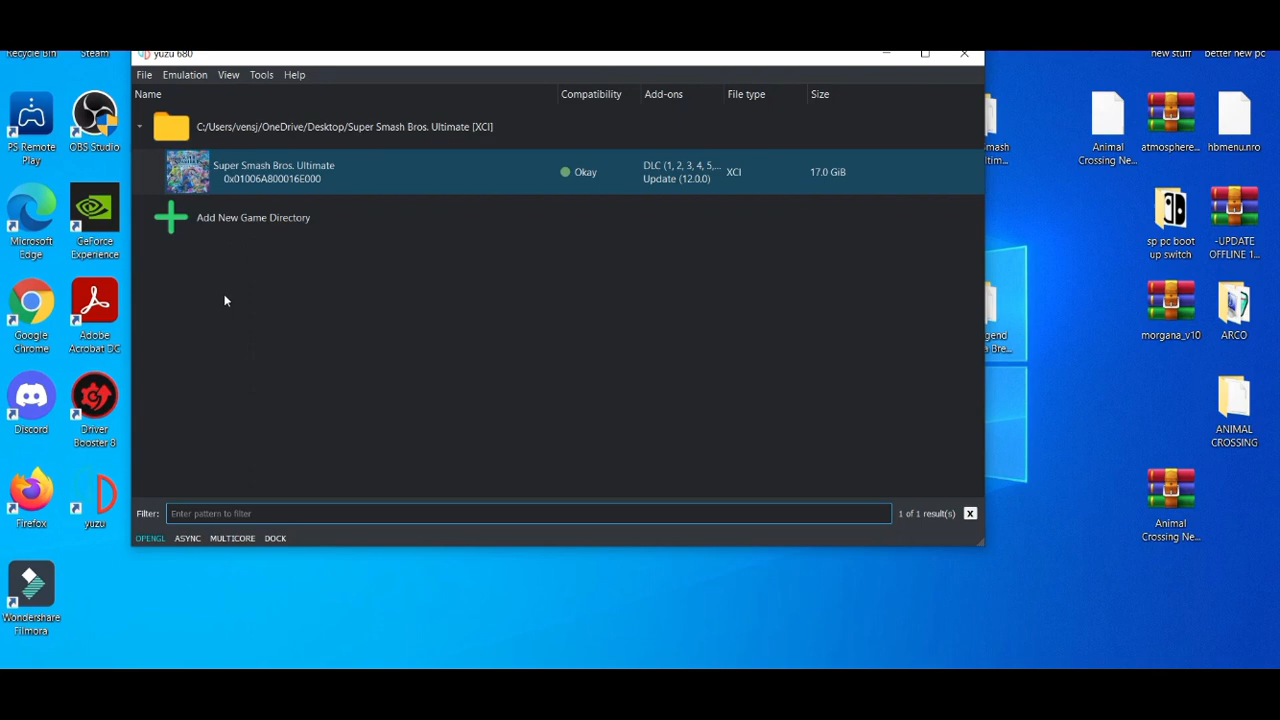 Recycle Bin
Steam
PS Remote
Play
OBS Studio
Microsoft
Edge
GeForce
Experience
Google
Chrome
Adobe
Acrobat DC
Discord
Driver
Booster 8
Firefox
yuzu
Wondershare
Filmora
yuzu 680
File Emulation View Tools Help
Name Compatibility Add-ons File type Size
C:/Users/vensj/OneDrive/Desktop/Super Smash Bros. Ultimate [XCI]
Super Smash Bros. Ultimate
0x01006A800016E000
Okay
DLC (1, 2, 3, 4, 5,...
Update (12.0.0)
XCI
17.0 GiB
Add New Game Directory
Filter: Enter pattern to filter 1 of 1 result(s) X
OPENGL ASYNC MULTICORE DOCK
new stuff
better new pc
Animal
Crossing Ne...
atmosphere...
hbmenu.nro
sp pc boot
up switch
-UPDATE
OFFLINE 1...
morgana_v10
ARCO
ANIMAL
CROSSING
Animal
Crossing Ne...